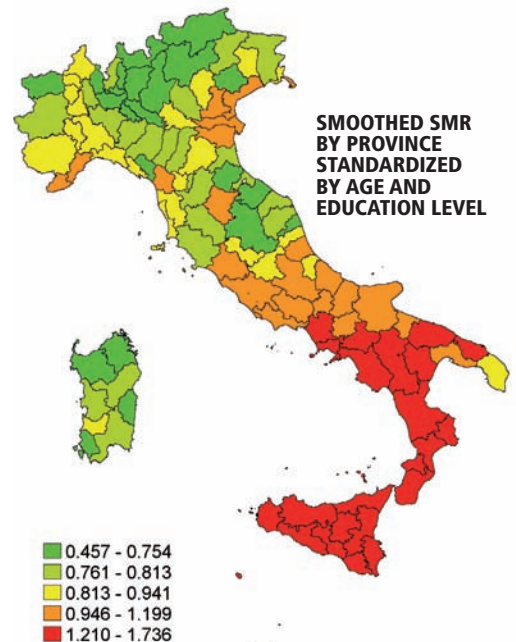 SMOOTHED SMR
BY PROVINCE
STANDARDIZED
BY AGE AND
EDUCATION LEVEL
0.457 - 0.754
0.761 - 0.813
0.813 - 0.941
0.946 - 1.199
1.210 - 1.736